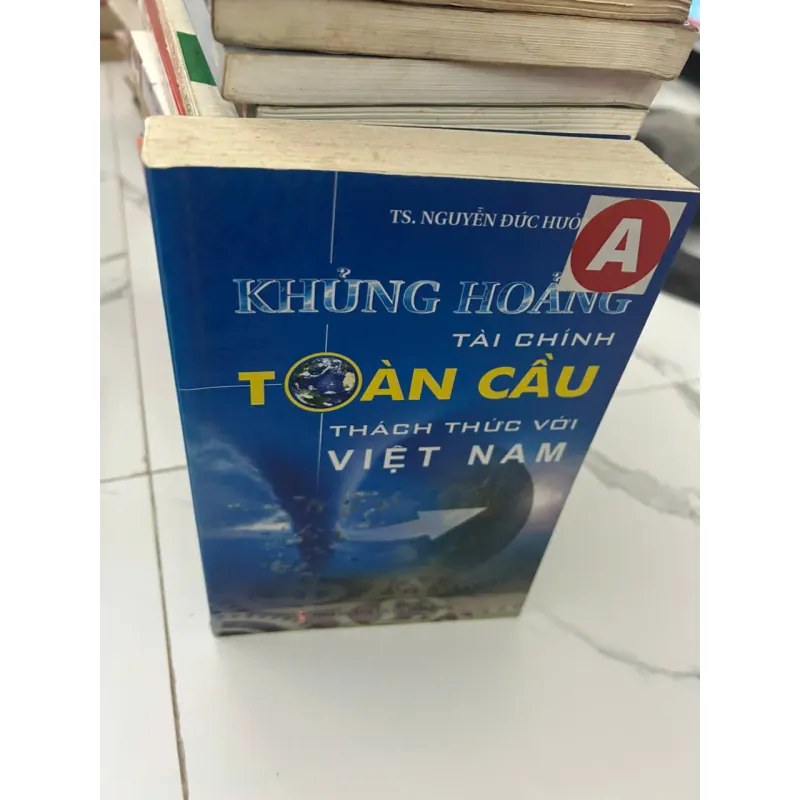 TS. NGUYỄN ĐỨC
A
KHỦNG HOẢNG
TÀI CHÍNH
TOÀN CẦU
THÁCH THỨC VỚI
VIỆT NAM